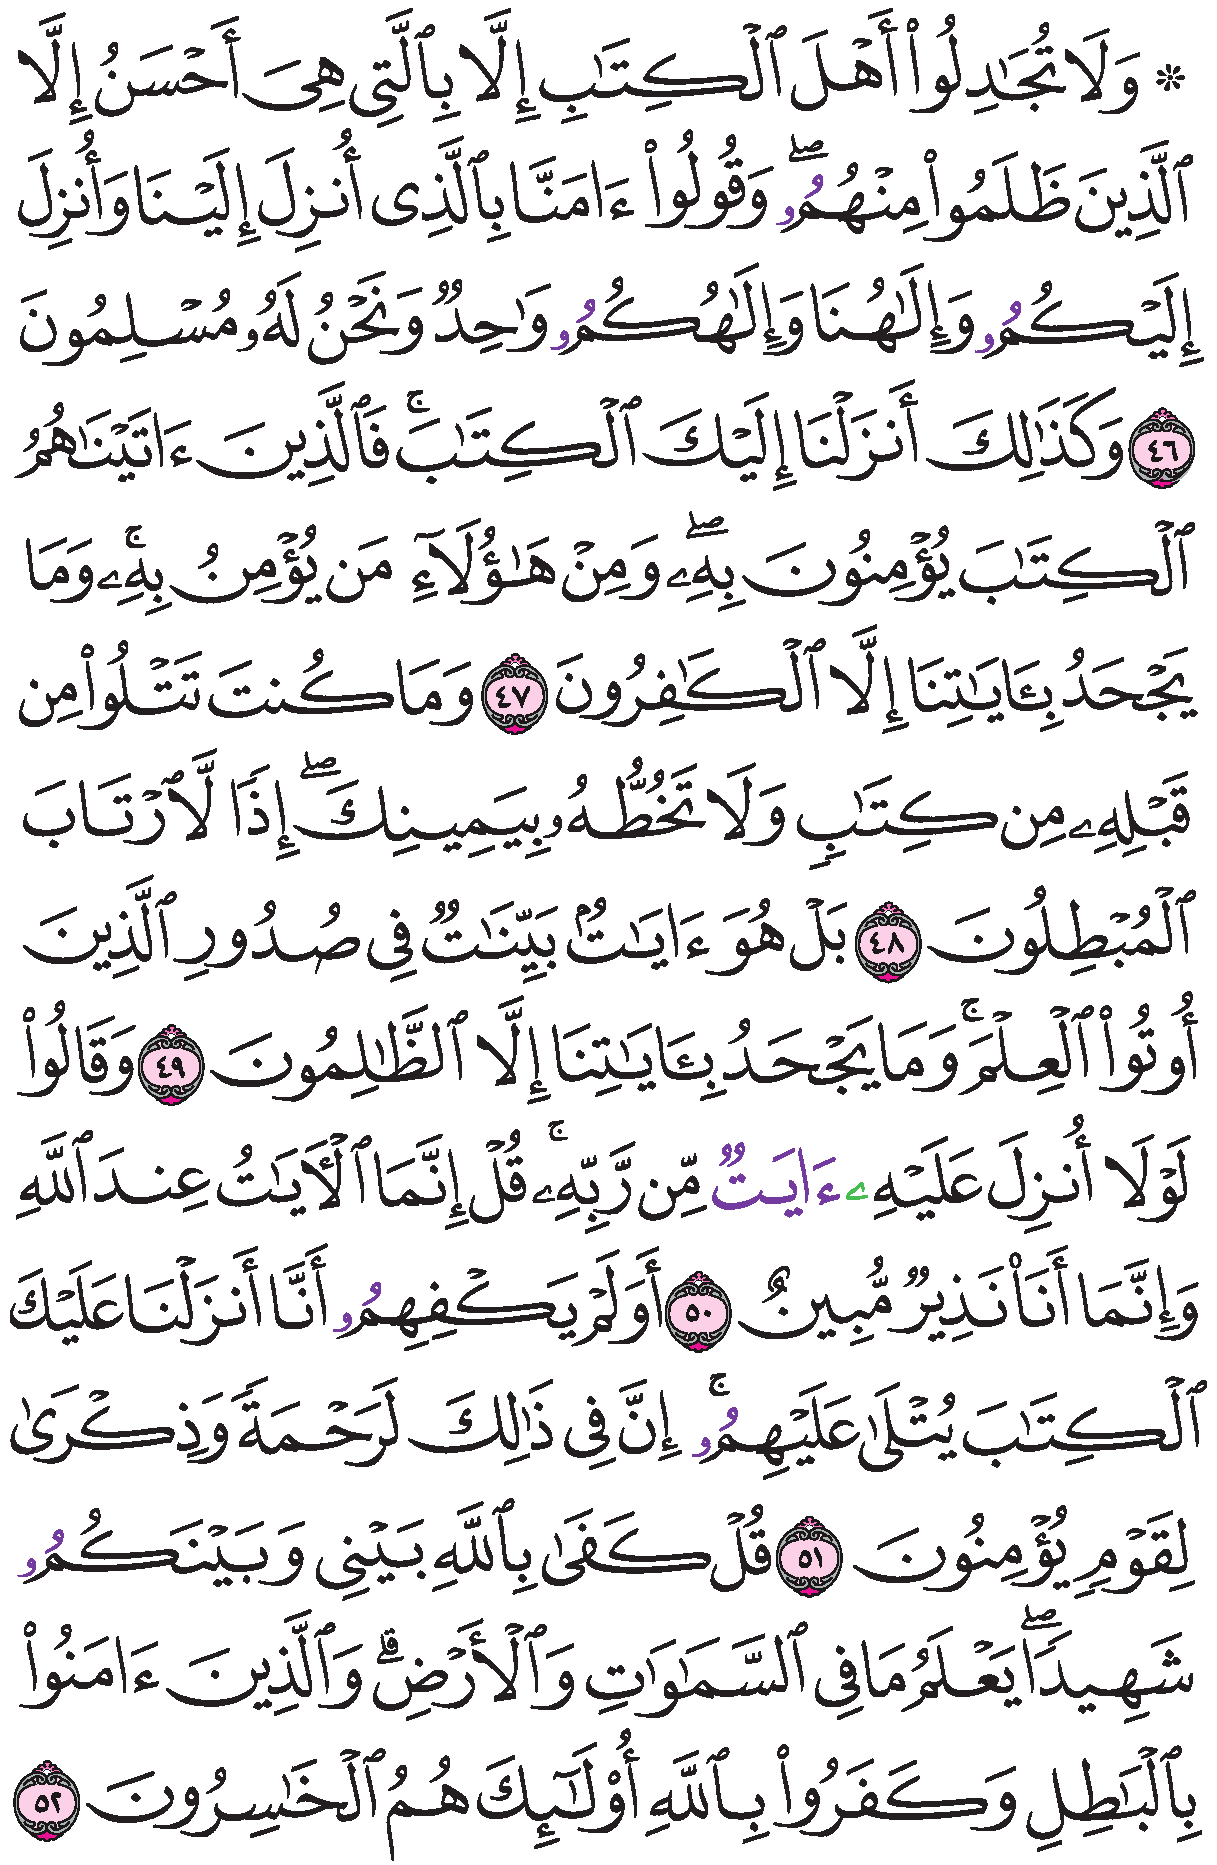 ۞ وَلَا تُجَٰدِلُوٓا۟ أَهْلَ ٱلْكِتَٰبِ إِلَّا بِٱلَّتِى هِىَ أَحْسَنُ إِلَّا
ٱلَّذِينَ ظَلَمُوا۟ مِنْهُمُۥۖ وَقُولُوٓا۟ ءَامَنَّا بِٱلَّذِىٓ أُنزِلَ إِلَيْنَا وَأُنزِلَ
إِلَيْكُمُۥ وَإِلَٰهُنَا وَإِلَٰهُكُمُۥ وَٰحِدٌ وَنَحْنُ لَهُۥ مُسْلِمُونَ
٤٦ وَكَذَٰلِكَ أَنزَلْنَآ إِلَيْكَ ٱلْكِتَٰبَۚ فَٱلَّذِينَ ءَاتَيْنَٰهُمُ
ٱلْكِتَٰبَ يُؤْمِنُونَ بِهِۦۖ وَمِنْ هَٰٓؤُلَآءِ مَن يُؤْمِنُ بِهِۦۚ وَمَا
يَجْحَدُ بِـَٔايَٰتِنَآ إِلَّا ٱلْكَٰفِرُونَ ٤٧ وَمَا كُنتَ تَتْلُوا۟ مِن
قَبْلِهِۦ مِن كِتَٰبٍ وَلَا تَخُطُّهُۥ بِيَمِينِكَۖ إِذًا لَّٱرْتَابَ
ٱلْمُبْطِلُونَ ٤٨ بَلْ هُوَ ءَايَٰتٌۢ بَيِّنَٰتٌ فِى صُدُورِ ٱلَّذِينَ
أُوتُوا۟ ٱلْعِلْمَۚ وَمَا يَجْحَدُ بِـَٔايَٰتِنَآ إِلَّا ٱلظَّٰلِمُونَ ٤٩ وَقَالُوا۟
لَوْلَآ أُنزِلَ عَلَيْهِۦ ءَايَتٌ مِّن رَّبِّهِۦۚ قُلْ إِنَّمَا ٱلْـَٔايَٰتُ عِندَ ٱللَّهِ
وَإِنَّمَآ أَنَا۠ نَذِيرٌ مُّبِينٌ ٥٠ أَوَلَمْ يَكْفِهِمُۥ أَنَّآ أَنزَلْنَا عَلَيْكَ
ٱلْكِتَٰبَ يُتْلَىٰ عَلَيْهِمُۥۚ إِنَّ فِى ذَٰلِكَ لَرَحْمَةً وَذِكْرَىٰ
لِقَوْمٍ يُؤْمِنُونَ ٥١ قُلْ كَفَىٰ بِٱللَّهِ بَيْنِى وَبَيْنَكُمُۥ
شَهِيدًاۖ يَعْلَمُ مَا فِى ٱلسَّمَٰوَٰتِ وَٱلْأَرْضِۗ وَٱلَّذِينَ ءَامَنُوا۟
بِٱلْبَٰطِلِ وَكَفَرُوا۟ بِٱللَّهِ أُو۟لَٰٓئِكَ هُمُ ٱلْخَٰسِرُونَ ٥٢